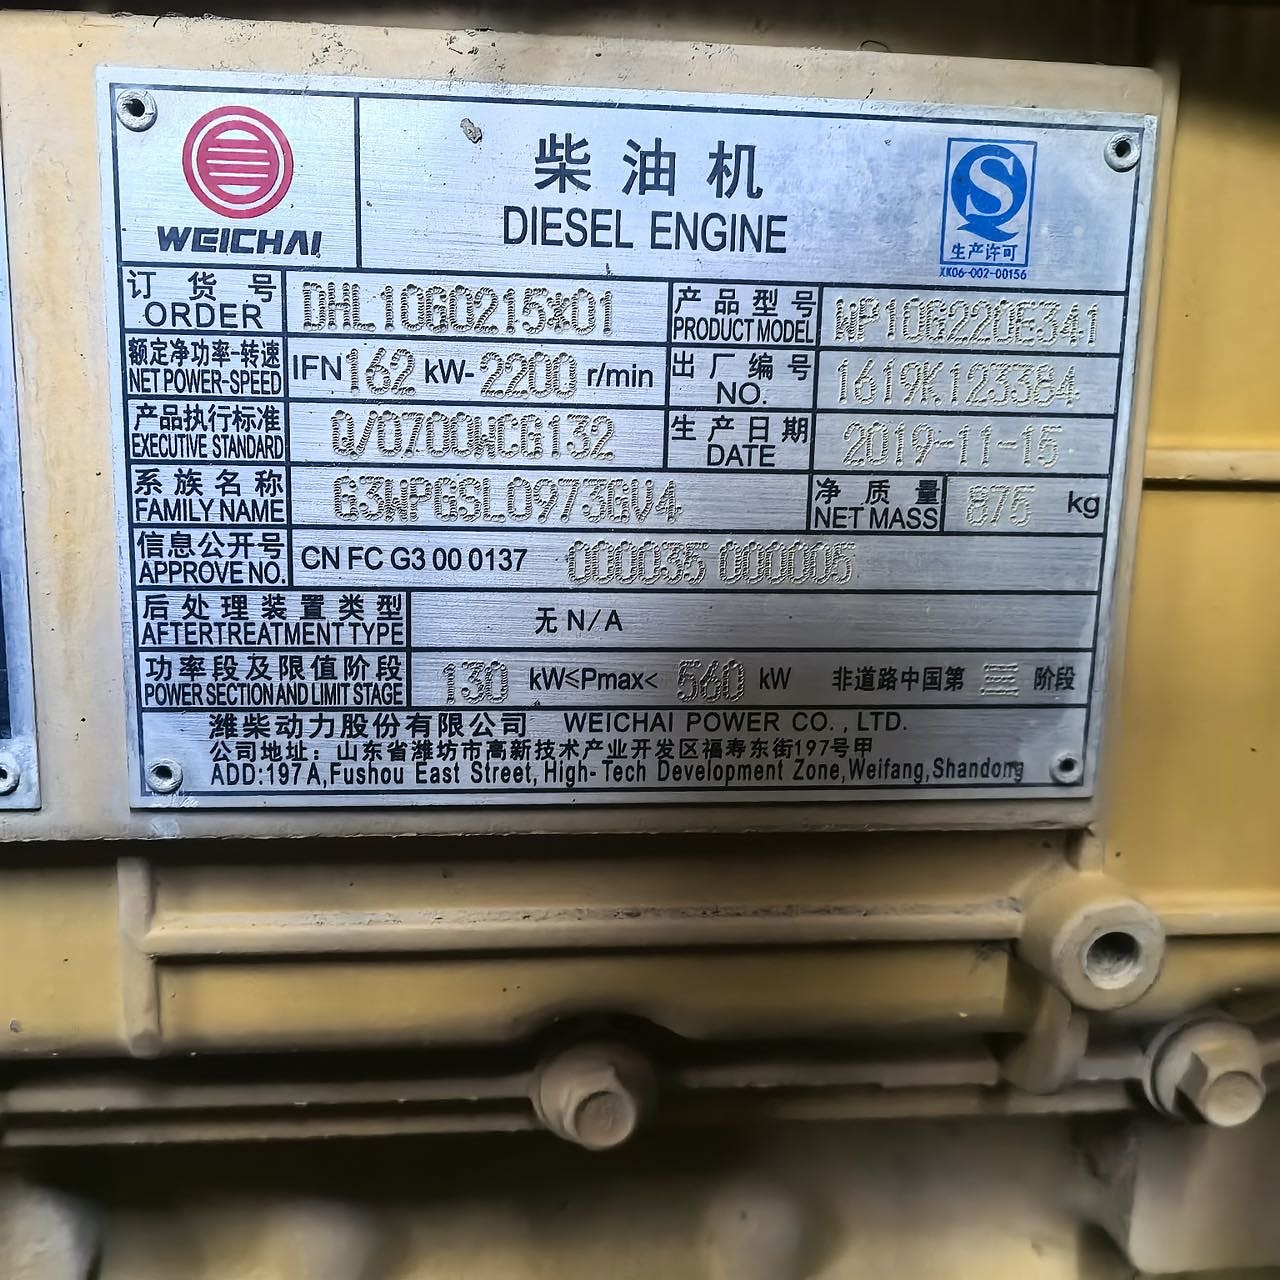 WEICHAI
柴油机
DIESEL ENGINE
生产许可
XK06-002-00156
订货号
ORDER
DHL10G0215*01
产品型号
PRODUCT MODEL
WP10G220E341
额定净功率-转速
NET POWER-SPEED
IFN 162 kW- 2200 r/min
出厂编号
NO.
1619K123384
产品执行标准
EXECUTIVE STANDARD
Q/0700WCG132
生产日期
DATE
2019-11-15
系族名称
FAMILY NAME
G3WPGSL0973GV4
净质量
NET MASS
875 kg
信息公开号
APPROVE NO.
CN FC G3 00 0137 000035 000005
后处理装置类型
AFTERTREATMENT TYPE
无 N/A
功率段及限值阶段
POWER SECTION AND LIMIT STAGE
130 kW≤Pmax< 560 kW 非道路中国第 三 阶段
潍柴动力股份有限公司 WEICHAI POWER CO., LTD.
公司地址：山东省潍坊市高新技术产业开发区福寿东街197号甲
ADD:197A,Fushou East Street,High-Tech Development Zone,Weifang,Shandong